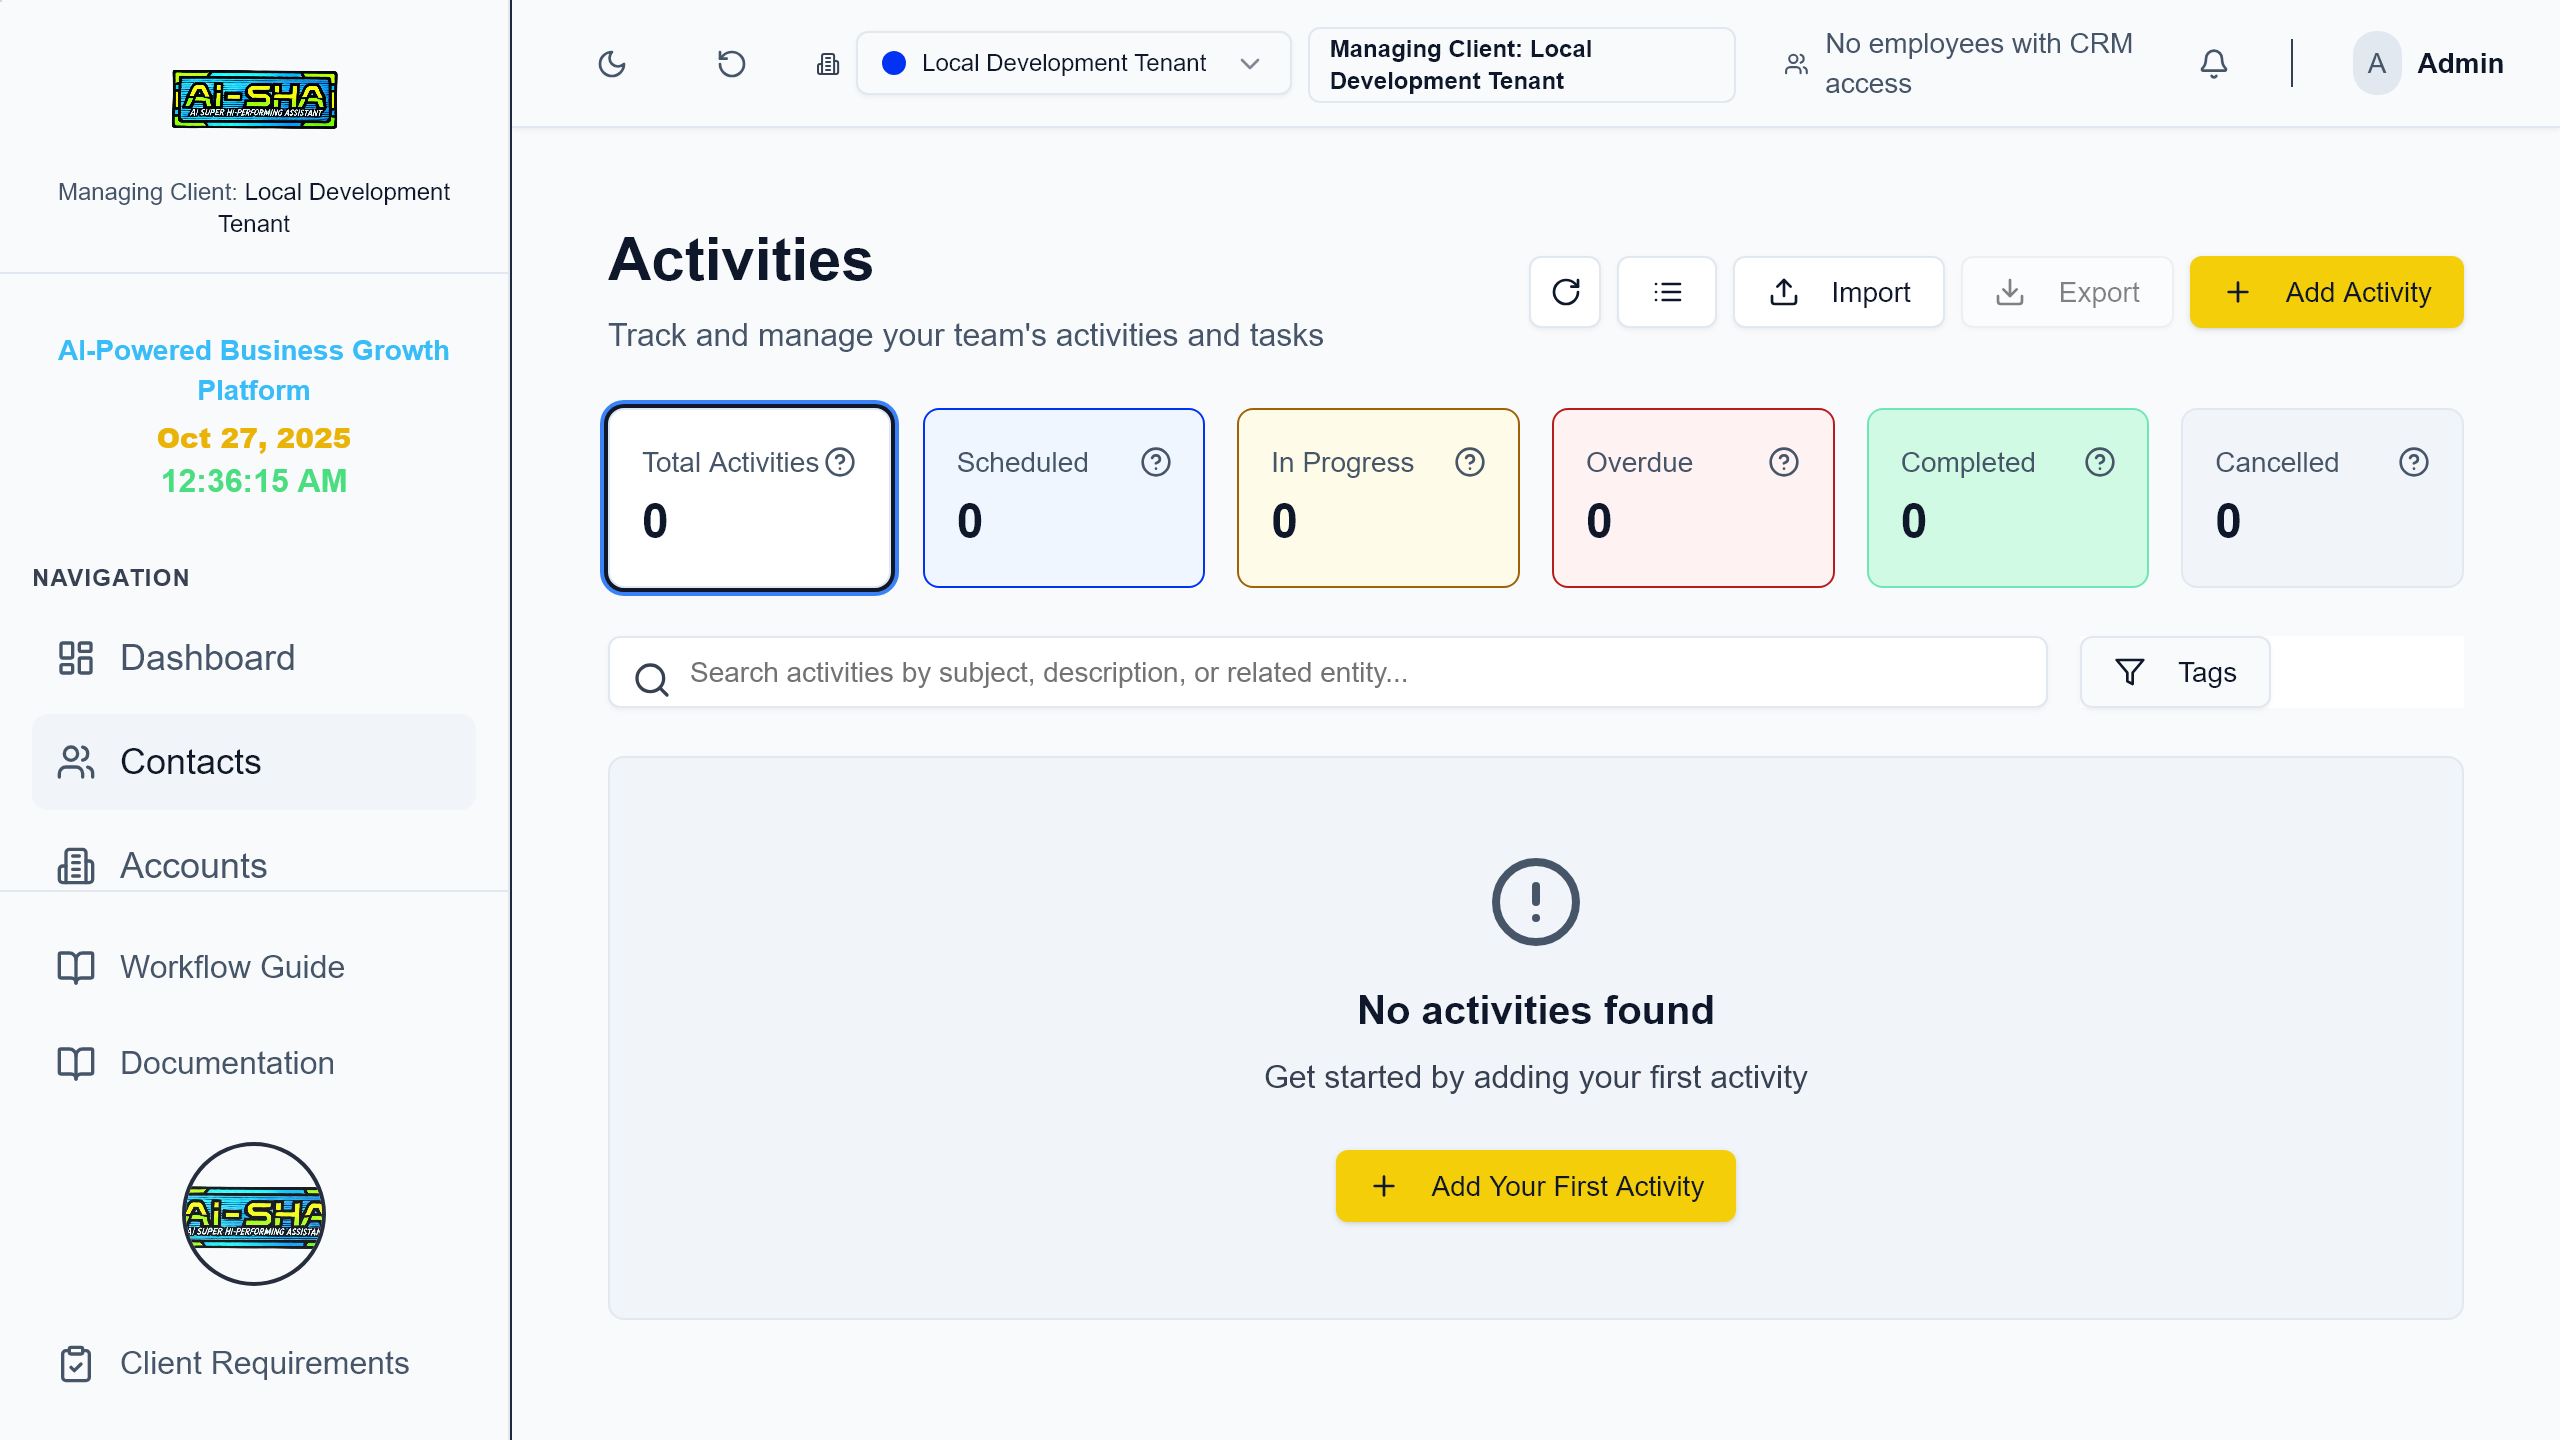 Ai-SHA
AI SUPER HI-PERFORMING ASSISTANT
Managing Client: Local Development
Tenant
AI-Powered Business Growth
Platform
Oct 27, 2025
12:36:15 AM
NAVIGATION
Dashboard
Contacts
Accounts
Workflow Guide
Documentation
Ai-SHA
AI SUPER HI-PERFORMING ASSISTAN
Client Requirements
Local Development Tenant
Managing Client: Local
Development Tenant
No employees with CRM
access
A
Admin
Activities
Track and manage your team's activities and tasks
Import
Export
Add Activity
Total Activities
0
Scheduled
0
In Progress
0
Overdue
0
Completed
0
Cancelled
0
Search activities by subject, description, or related entity...
Tags
No activities found
Get started by adding your first activity
Add Your First Activity